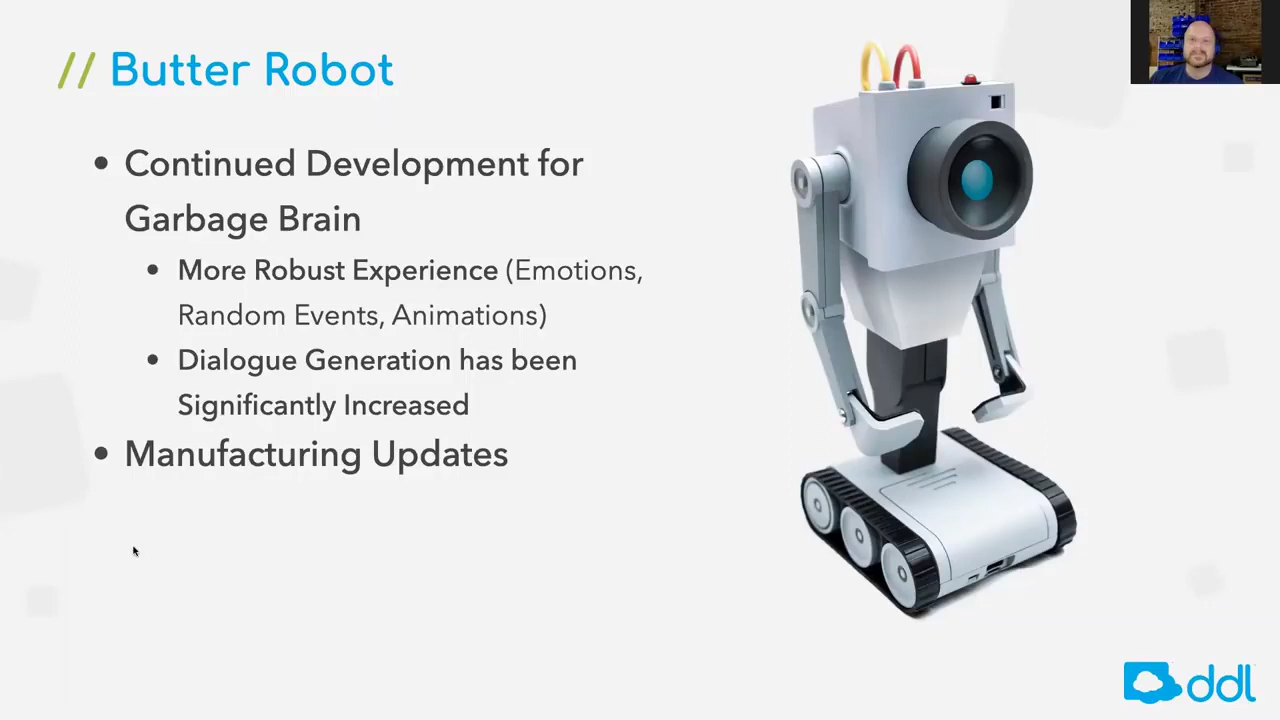 // Butter Robot
• Continued Development for
Garbage Brain
• More Robust Experience (Emotions,
Random Events, Animations)
• Dialogue Generation has been
Significantly Increased
• Manufacturing Updates
ddl